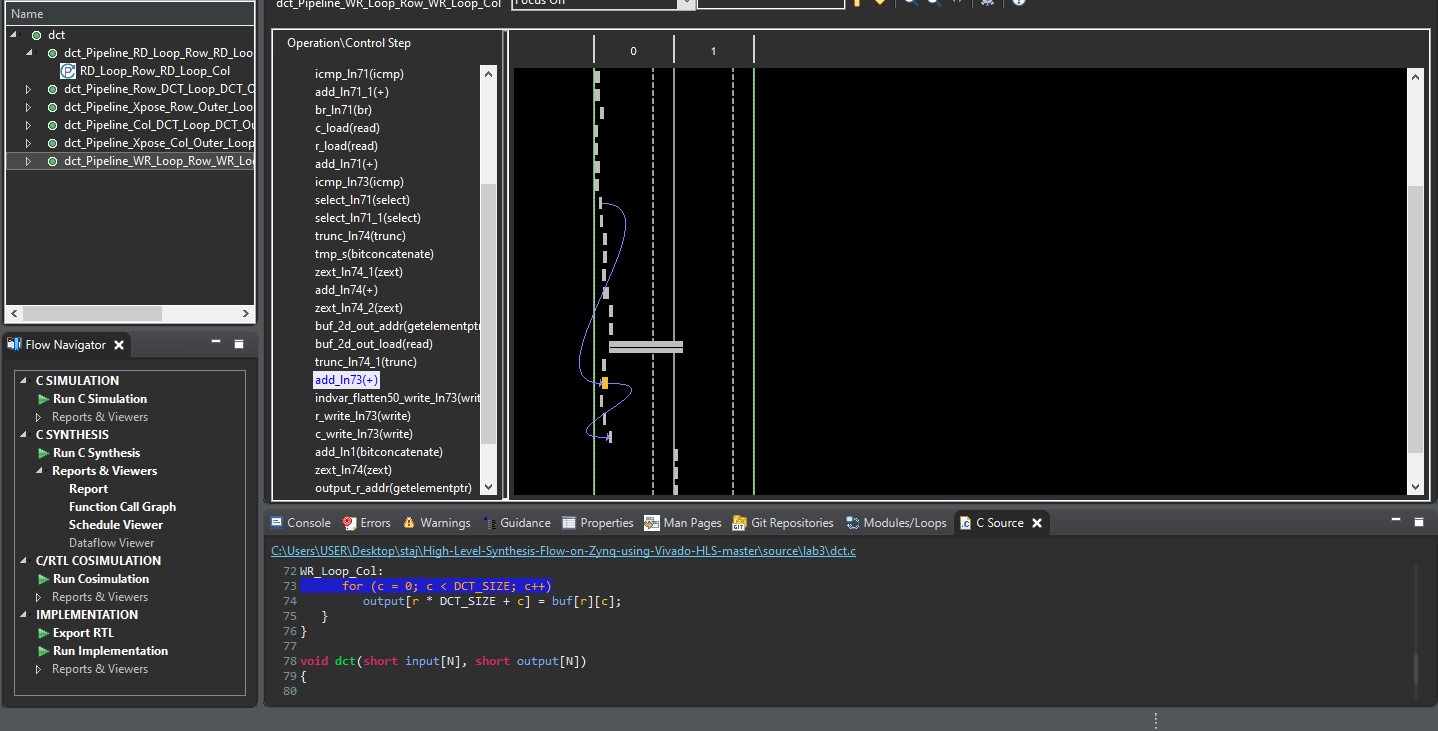 dct_Pipeline_WR_Loop_Row_WR_Loop_Col
Focus On
Name
dct
dct_Pipeline_RD_Loop_Row_RD_Loo
RD_Loop_Row_RD_Loop_Col
dct_Pipeline_Row_DCT_Loop_DCT_O
dct_Pipeline_Xpose_Row_Outer_Loo
dct_Pipeline_Col_DCT_Loop_DCT_Ou
dct_Pipeline_Xpose_Col_Outer_Loop
dct_Pipeline_WR_Loop_Row_WR_Loo
Operation\Control Step
0
1
icmp_ln71(icmp)
add_ln71_1(+)
br_ln71(br)
c_load(read)
r_load(read)
add_ln71(+)
icmp_ln73(icmp)
select_ln71(select)
select_ln71_1(select)
trunc_ln74(trunc)
tmp_s(bitconcatenate)
zext_ln74_1(zext)
add_ln74(+)
zext_ln74_2(zext)
buf_2d_out_addr(getelementptr
buf_2d_out_load(read)
trunc_ln74_1(trunc)
add_ln73(+)
indvar_flatten50_write_ln73(writ
r_write_ln73(write)
c_write_ln73(write)
add_ln1(bitconcatenate)
zext_ln74(zext)
output_r_addr(getelementptr)
Flow Navigator
C SIMULATION
Run C Simulation
Reports & Viewers
C SYNTHESIS
Run C Synthesis
Reports & Viewers
Report
Function Call Graph
Schedule Viewer
Dataflow Viewer
C/RTL COSIMULATION
Run Cosimulation
Reports & Viewers
IMPLEMENTATION
Export RTL
Run Implementation
Reports & Viewers
Console
Errors
Warnings
Guidance
Properties
Man Pages
Git Repositories
Modules/Loops
C Source
C:\Users\USER\Desktop\staj\High-Level-Synthesis-Flow-on-Zynq-using-Vivado-HLS-master\source\lab3\dct.c
72 WR_Loop_Col:
73 for (c = 0; c < DCT_SIZE; c++)
74 output[r * DCT_SIZE + c] = buf[r][c];
75 }
76 }
77
78 void dct(short input[N], short output[N])
79 {
80